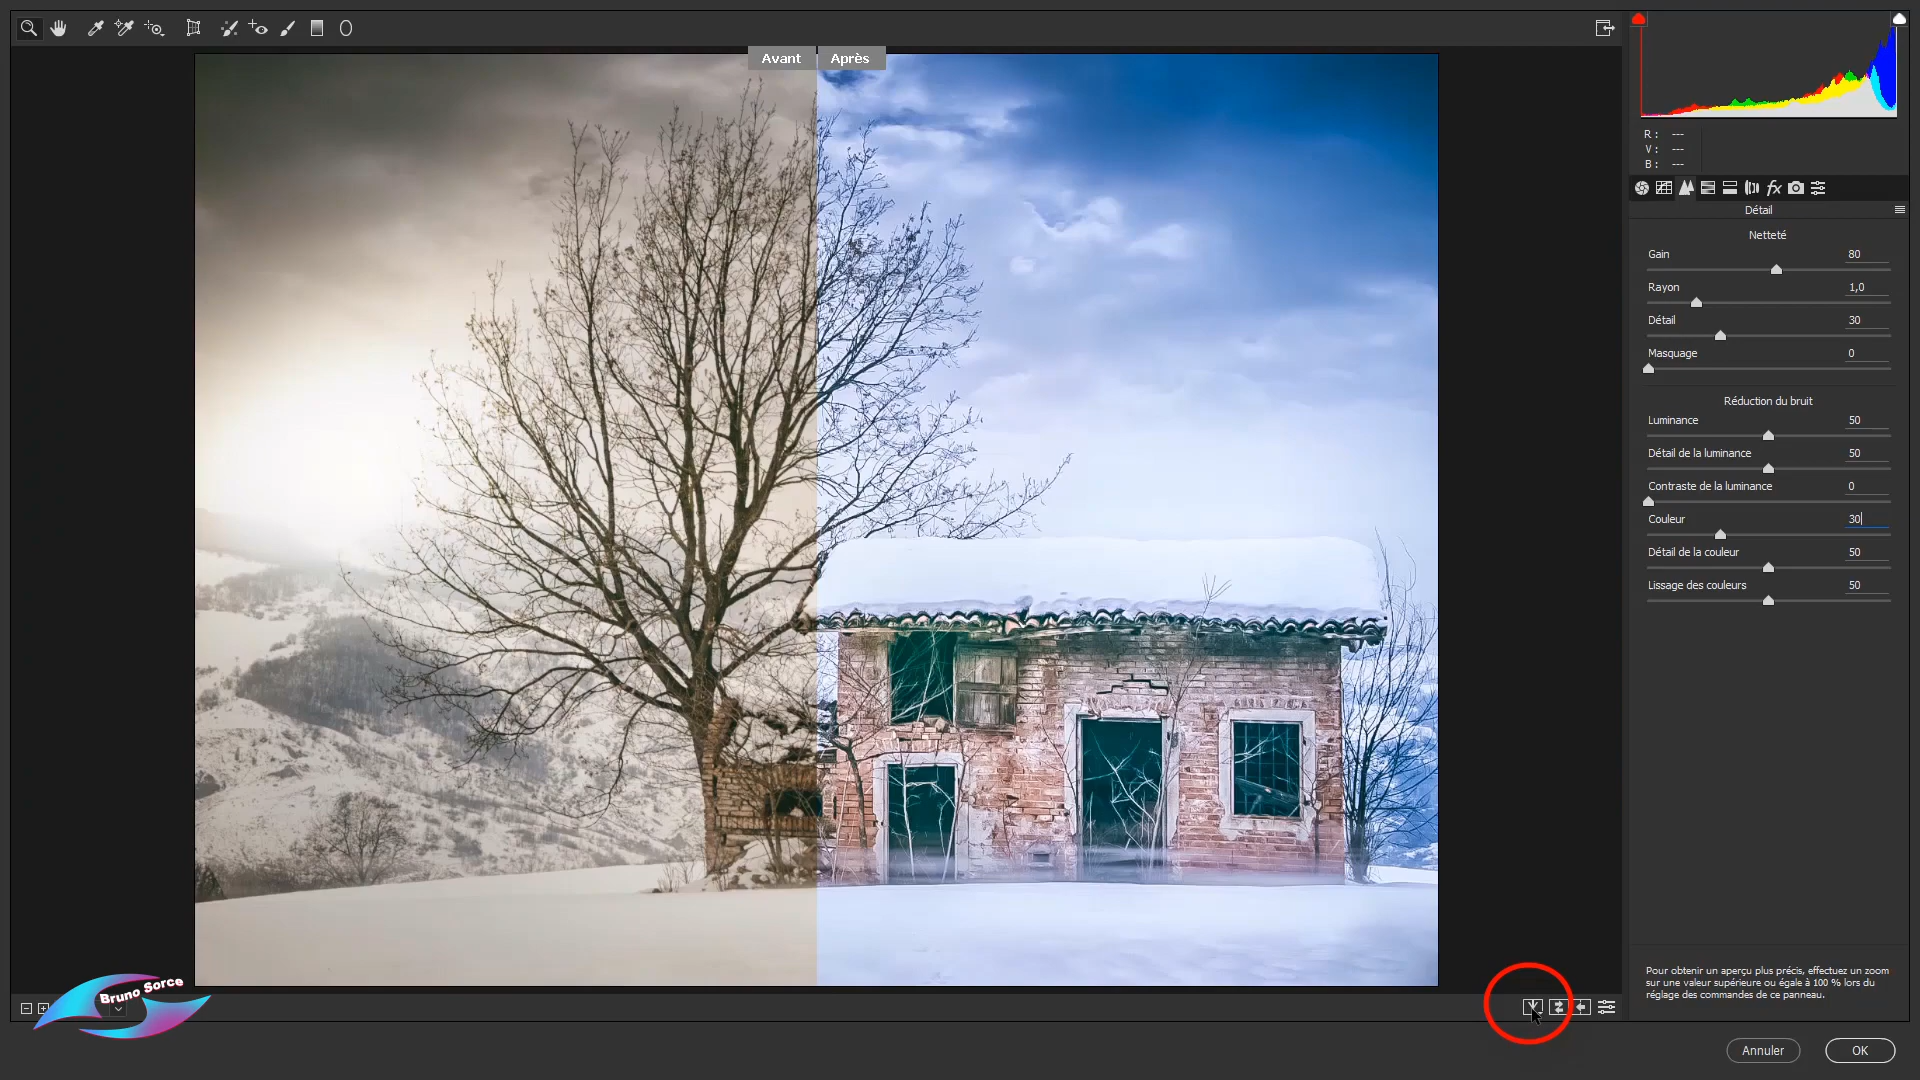 Avant
Après
R : ---
V : ---
B : ---
fx
Détail
Netteté
Gain 80
Rayon 1,0
Détail 30
Masquage 0
Réduction du bruit
Luminance 50
Détail de la luminance 50
Contraste de la luminance 0
Couleur 30
Détail de la couleur 50
Lissage des couleurs 50
Pour obtenir un aperçu plus précis, effectuez un zoom
sur une valeur supérieure ou égale à 100 % lors du
réglage des commandes de ce panneau.
Bruno Sorce
Y
Annuler
OK